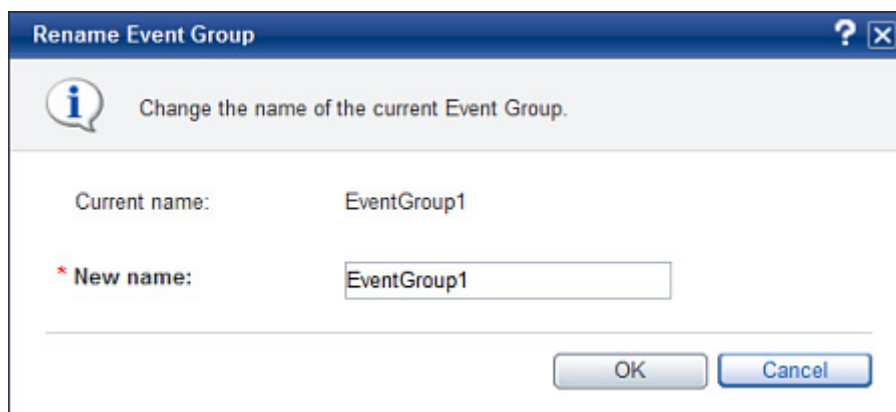 Rename Event Group ?
Change the name of the current Event Group.
Current name: EventGroup1
* New name: EventGroup1
OK Cancel